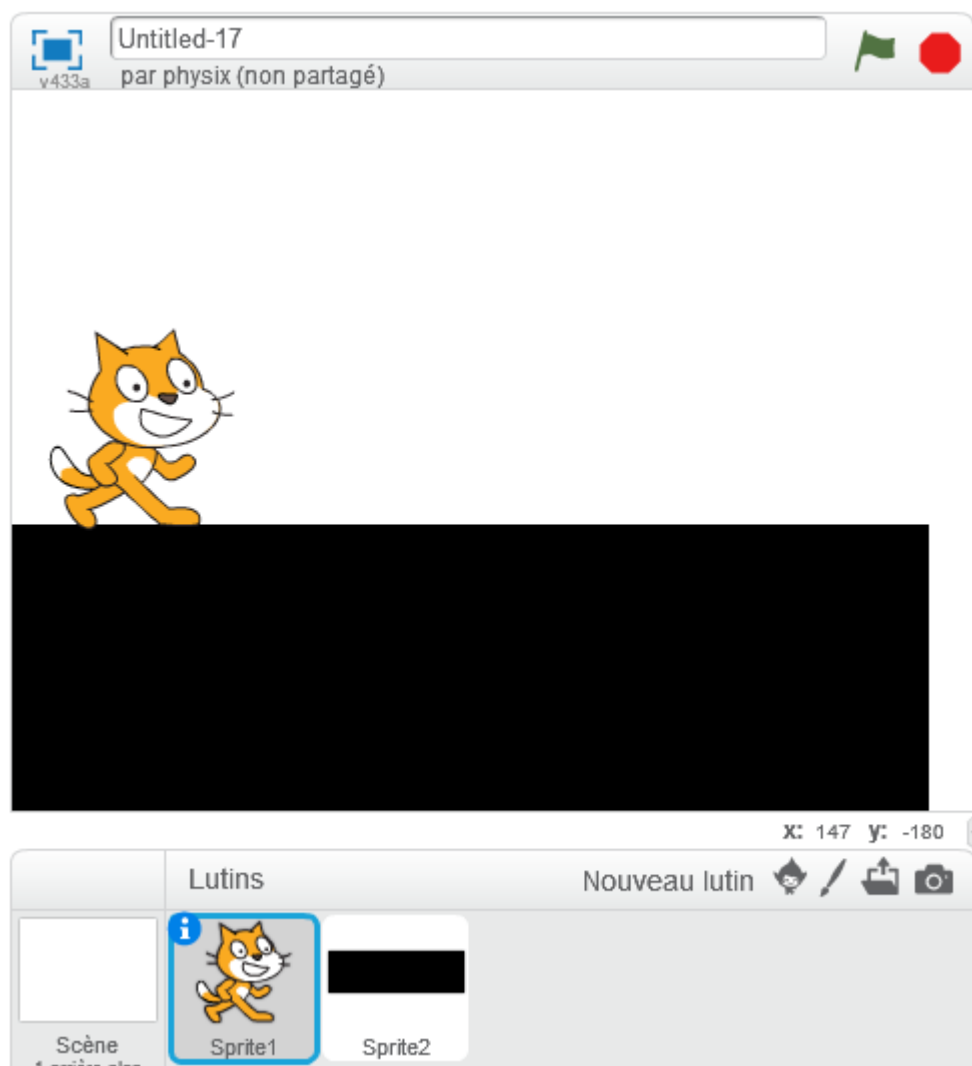 Untitled-17
v433a
par physix (non partagé)
x: 147 y: -180
Lutins
Nouveau lutin
Scène
Sprite1
Sprite2